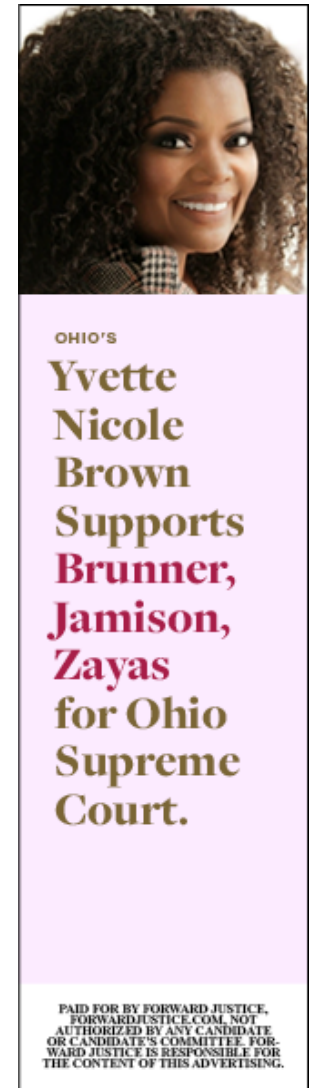 OHIO'S
Yvette
Nicole
Brown
Supports
Brunner,
Jamison,
Zayas
for Ohio
Supreme
Court.
PAID FOR BY FORWARD JUSTICE,
FORWARDJUSTICE.COM, NOT
AUTHORIZED BY ANY CANDIDATE
OR CANDIDATE'S COMMITTEE. FOR-
WARD JUSTICE IS RESPONSIBLE FOR
THE CONTENT OF THIS ADVERTISING.